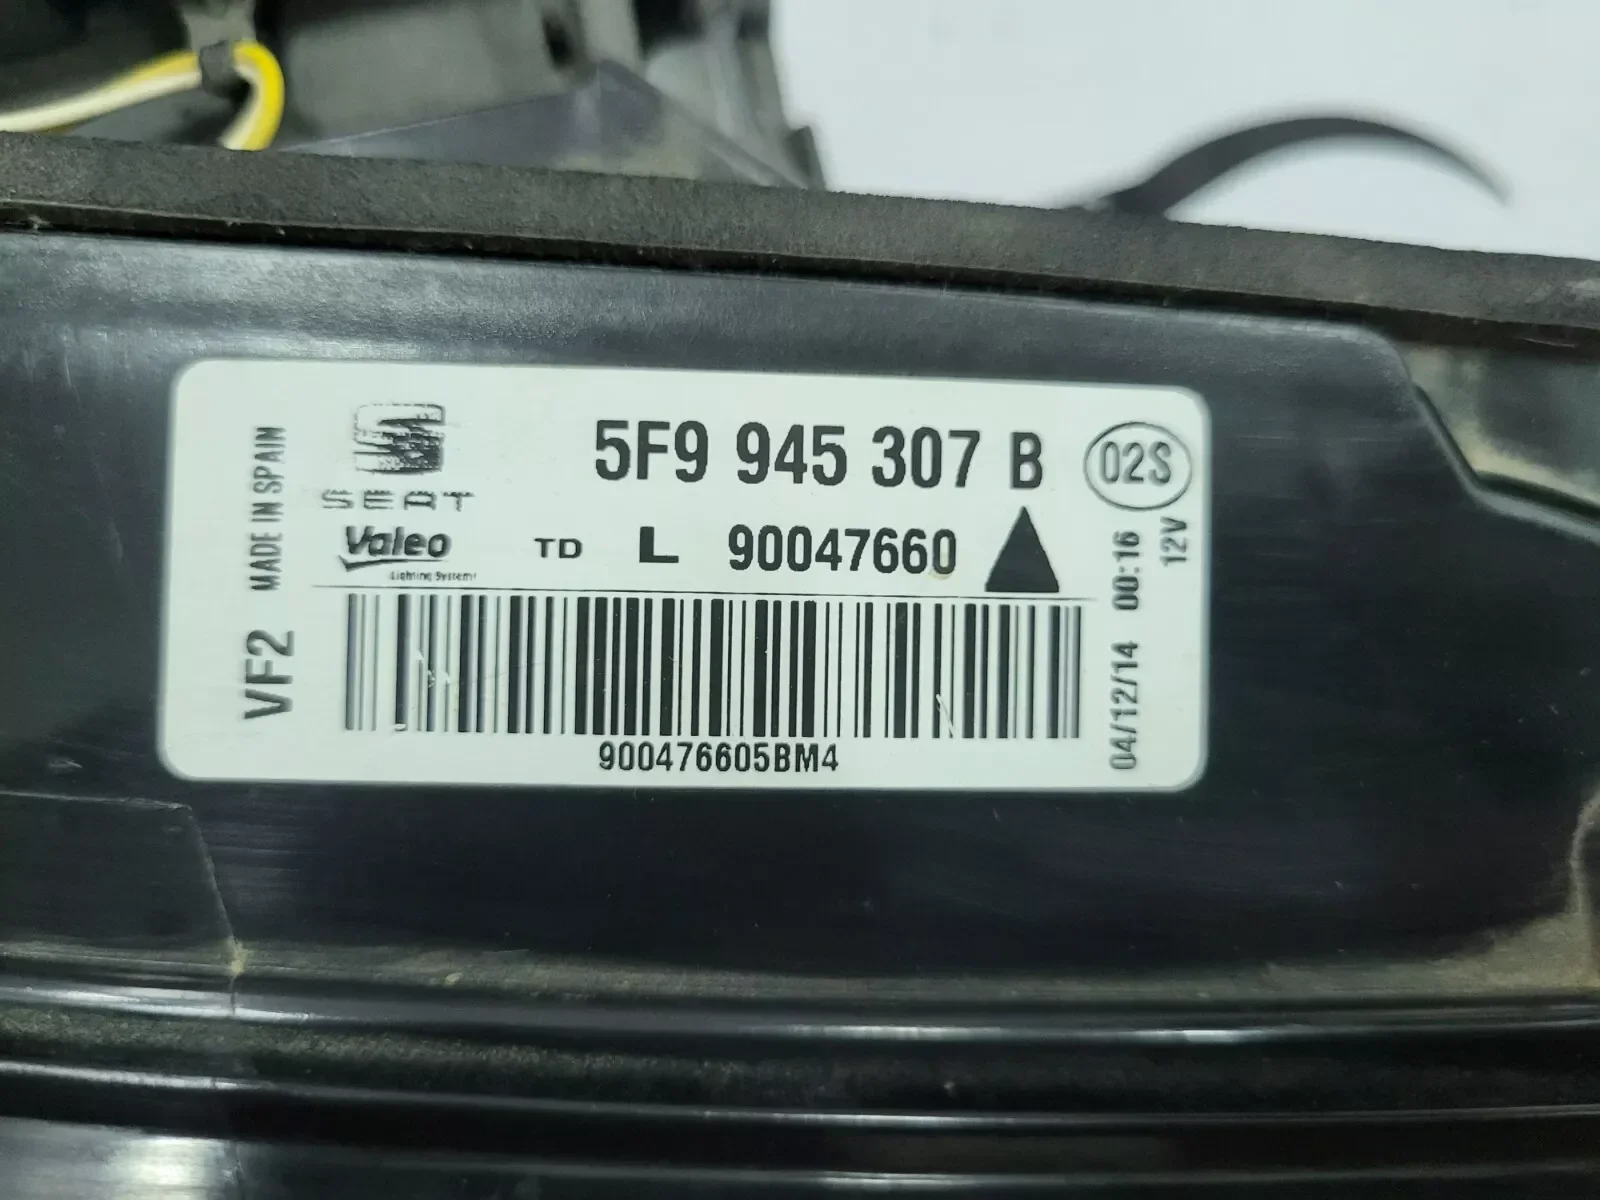 MADE IN SPAIN
SEAT
5F9 945 307 B
02S
Valeo
Lighting Systems
TD L 90047660
12V
VF2
04/12/14 00:16
900476605BM4